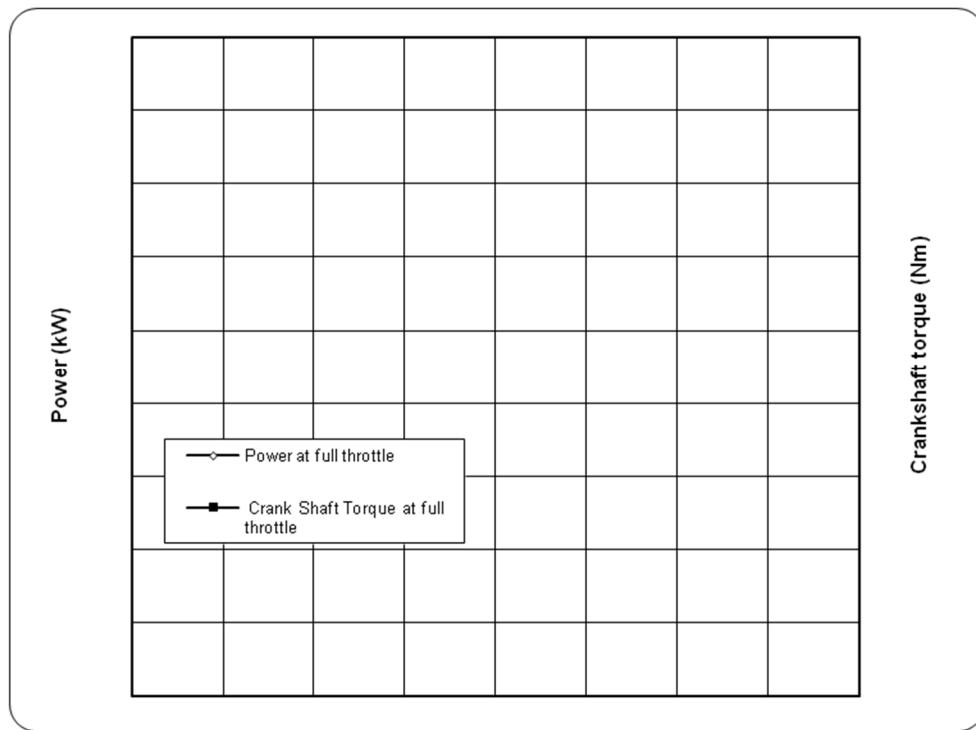 Power (kW)
Power at full throttle
Crank Shaft Torque at full
throttle
Crankshaft torque (Nm)